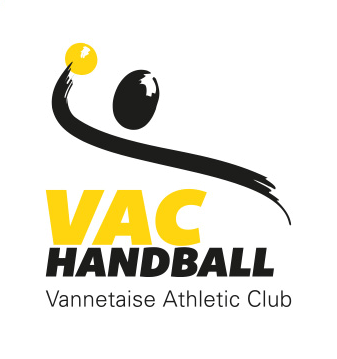 VAC
HANDBALL
Vannetaise Athletic Club